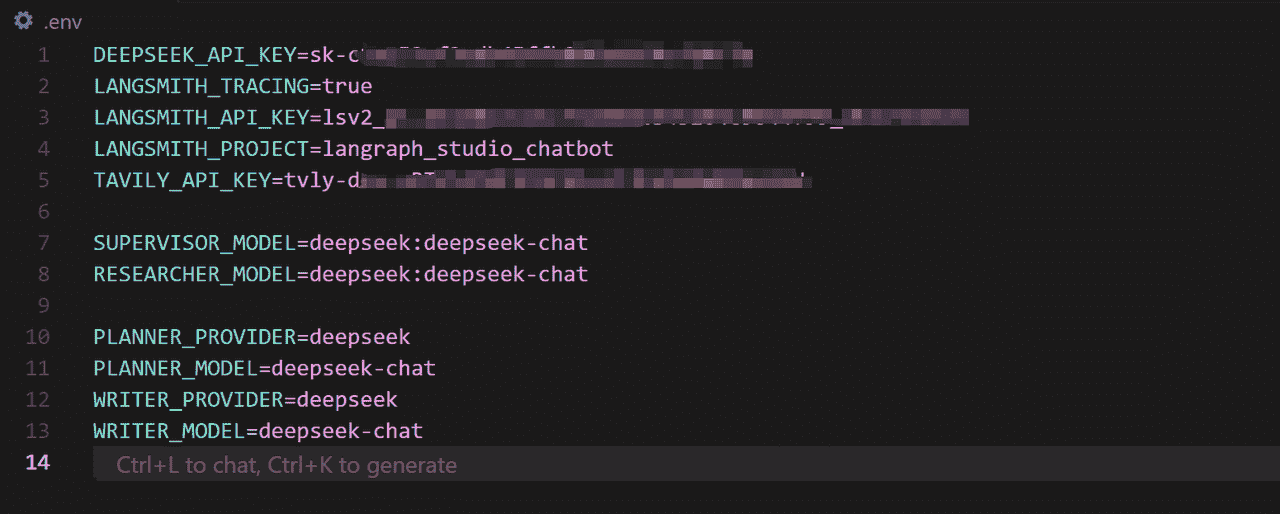 .env
1 DEEPSEEK_API_KEY=sk-c
2 LANGSMITH_TRACING=true
3 LANGSMITH_API_KEY=lsv2_
4 LANGSMITH_PROJECT=langraph_studio_chatbot
5 TAVILY_API_KEY=tvly-d
6
7 SUPERVISOR_MODEL=deepseek:deepseek-chat
8 RESEARCHER_MODEL=deepseek:deepseek-chat
9
10 PLANNER_PROVIDER=deepseek
11 PLANNER_MODEL=deepseek-chat
12 WRITER_PROVIDER=deepseek
13 WRITER_MODEL=deepseek-chat
14 Ctrl+L to chat, Ctrl+K to generate